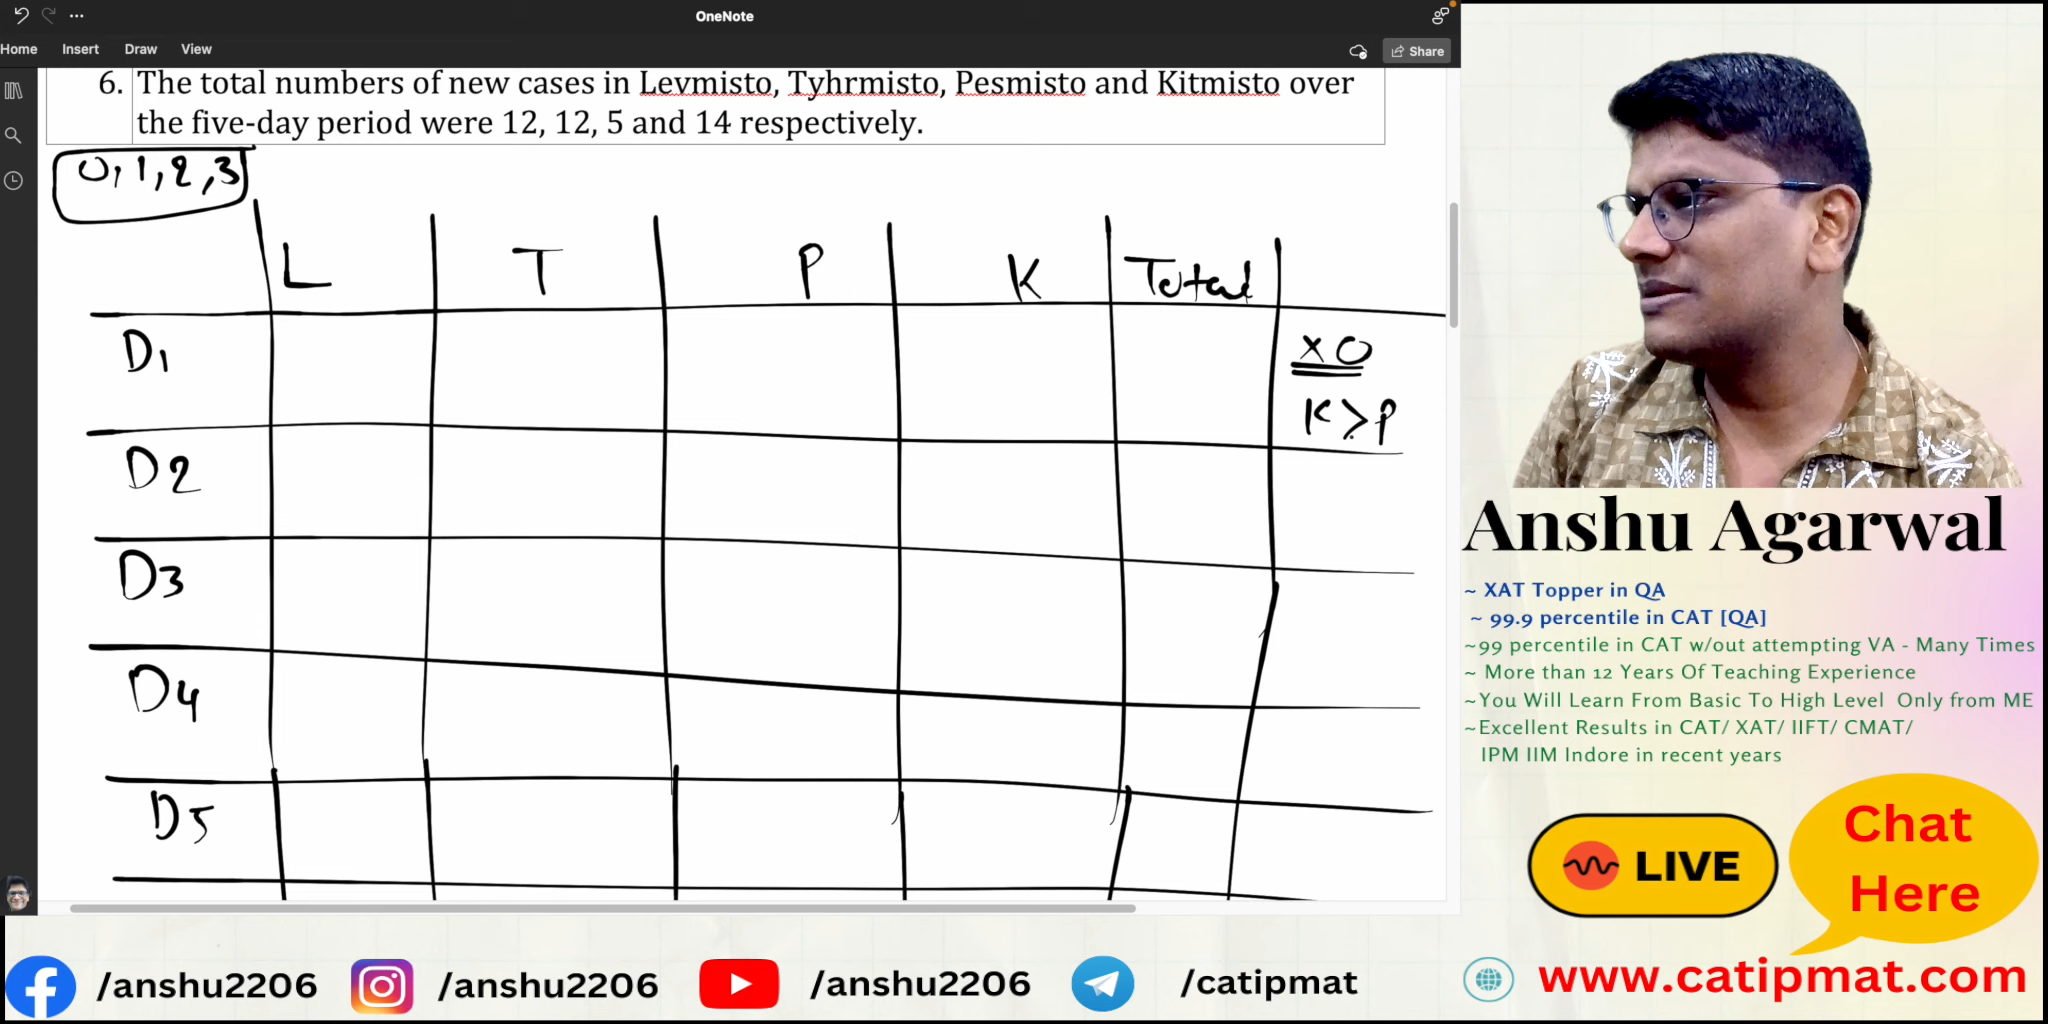 OneNote
Home Insert Draw View Share
6. The total numbers of new cases in Levmisto, Tyhrmisto, Pesmisto and Kitmisto over
the five-day period were 12, 12, 5 and 14 respectively.
0, 1, 2, 3
L T P K Total
D1 x 0
K > P
D2
D3
D4
D5
Anshu Agarwal
~ XAT Topper in QA
~ 99.9 percentile in CAT [QA]
~99 percentile in CAT w/out attempting VA - Many Times
~ More than 12 Years Of Teaching Experience
~You Will Learn From Basic To High Level Only from ME
~Excellent Results in CAT/ XAT/ IIFT/ CMAT/
IPM IIM Indore in recent years
LIVE
Chat
Here
/anshu2206 /anshu2206 /anshu2206 /catipmat www.catipmat.com